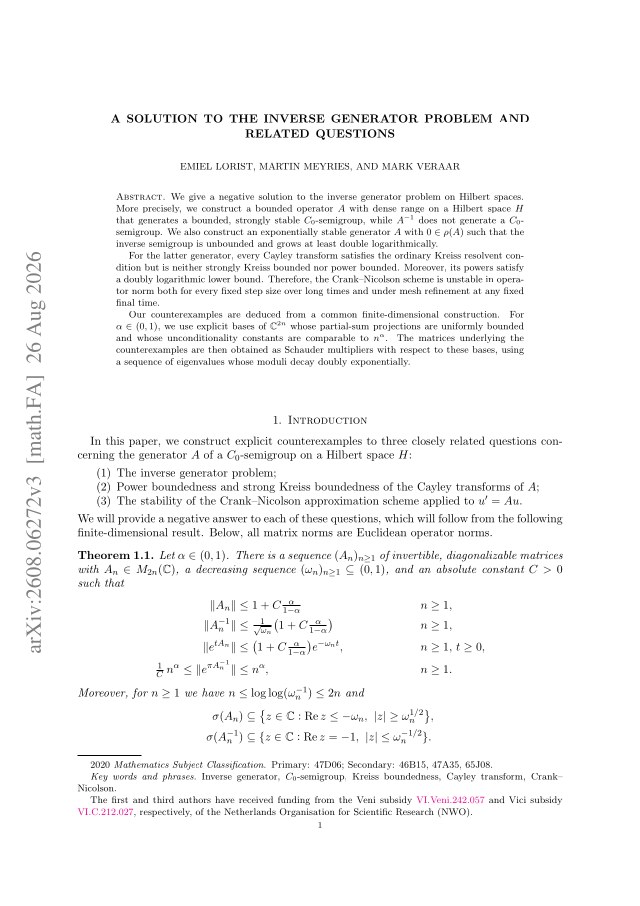 A SOLUTION TO THE INVERSE GENERATOR PROBLEM AND
RELATED QUESTIONS
EMIEL LORIST, MARTIN MEYRIES, AND MARK VERAAR
ABSTRACT. We give a negative solution to the inverse generator problem on Hilbert spaces.
More precisely, we construct a bounded operator A with dense range on a Hilbert space H
that generates a bounded, strongly stable C₀-semigroup, while A⁻¹ does not generate a C₀-
semigroup. We also construct an exponentially stable generator A with 0 ∈ ρ(A) such that the
inverse semigroup is unbounded and grows at least double logarithmically.
For the latter generator, every Cayley transform satisfies the ordinary Kreiss resolvent con-
dition but is neither strongly Kreiss bounded nor power bounded. Moreover, its powers satisfy
a doubly logarithmic lower bound. Therefore, the Crank–Nicolson scheme is unstable in opera-
tor norm both for every fixed step size over long times and under mesh refinement at any fixed
final time.
Our counterexamples are deduced from a common finite-dimensional construction. For
α ∈ (0, 1), we use explicit bases of ℂ²ⁿ whose partial-sum projections are uniformly bounded
and whose unconditionality constants are comparable to nᵅ. The matrices underlying the
counterexamples are then obtained as Schauder multipliers with respect to these bases, using
a sequence of eigenvalues whose moduli decay doubly exponentially.
1. INTRODUCTION
In this paper, we construct explicit counterexamples to three closely related questions con-
cerning the generator A of a C₀-semigroup on a Hilbert space H:
(1) The inverse generator problem;
(2) Power boundedness and strong Kreiss boundedness of the Cayley transforms of A;
(3) The stability of the Crank–Nicolson approximation scheme applied to u′ = Au.
We will provide a negative answer to each of these questions, which will follow from the following
finite-dimensional result. Below, all matrix norms are Euclidean operator norms.
Theorem 1.1. Let α ∈ (0, 1). There is a sequence (Aₙ)ₙ≥₁ of invertible, diagonalizable matrices
with Aₙ ∈ M₂ₙ(ℂ), a decreasing sequence (ωₙ)ₙ≥₁ ⊆ (0, 1), and an absolute constant C > 0
such that
‖Aₙ‖ ≤ 1 + C α/(1−α) n ≥ 1,
‖Aₙ⁻¹‖ ≤ 1/√ωₙ (1 + C α/(1−α)) n ≥ 1,
‖e^{tAₙ}‖ ≤ (1 + C α/(1−α)) e^{−ωₙt}, n ≥ 1, t ≥ 0,
1/C nᵅ ≤ ‖e^{πAₙ⁻¹}‖ ≤ nᵅ, n ≥ 1.
Moreover, for n ≥ 1 we have n ≤ log log(ωₙ⁻¹) ≤ 2n and
σ(Aₙ) ⊆ {z ∈ ℂ : Re z ≤ −ωₙ, |z| ≥ ωₙ^{1/2}},
σ(Aₙ⁻¹) ⊆ {z ∈ ℂ : Re z = −1, |z| ≤ ωₙ^{−1/2}}.
2020 Mathematics Subject Classification. Primary: 47D06; Secondary: 46B15, 47A35, 65J08.
Key words and phrases. Inverse generator, C₀-semigroup, Kreiss boundedness, Cayley transform, Crank–
Nicolson.
The first and third authors have received funding from the Veni subsidy VI.Veni.242.057 and Vici subsidy
VI.C.212.027, respectively, of the Netherlands Organisation for Scientific Research (NWO).
1
arXiv:2608.06272v3 [math.FA] 26 Aug 2026